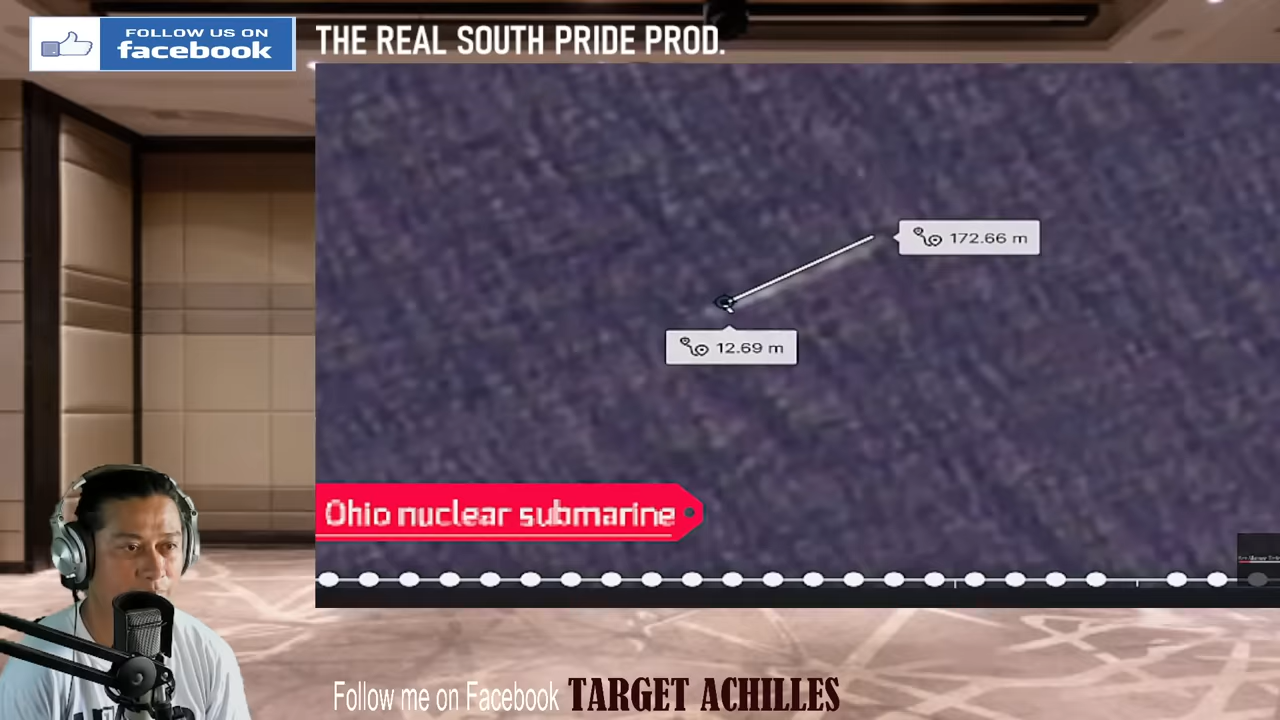 FOLLOW US ON
facebook
THE REAL SOUTH PRIDE PROD.
172.66 m
12.69 m
Ohio nuclear submarine
Follow me on Facebook TARGET ACHILLES